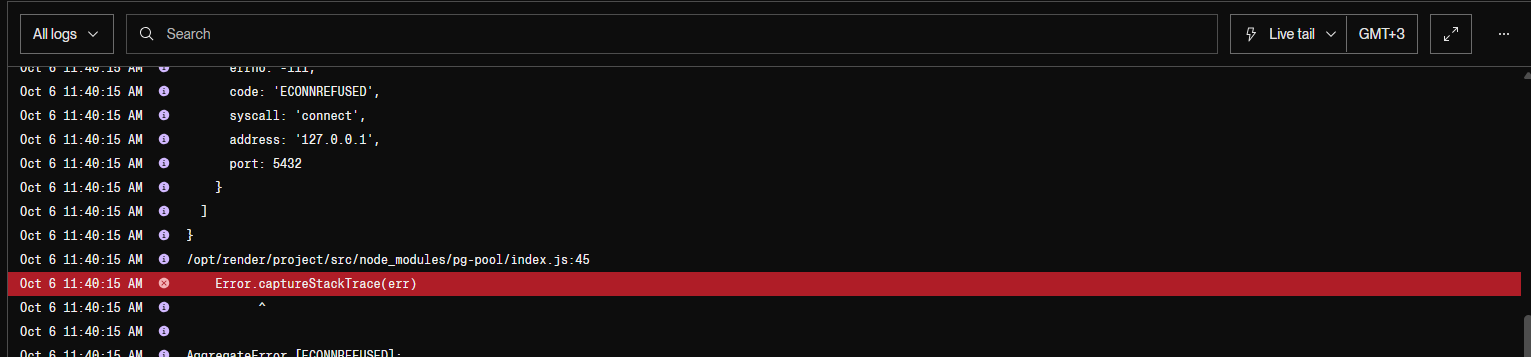 All logs
Search
Live tail
GMT+3
Oct 6 11:40:15 AM errno: -111,
Oct 6 11:40:15 AM code: 'ECONNREFUSED',
Oct 6 11:40:15 AM syscall: 'connect',
Oct 6 11:40:15 AM address: '127.0.0.1',
Oct 6 11:40:15 AM port: 5432
Oct 6 11:40:15 AM }
Oct 6 11:40:15 AM ]
Oct 6 11:40:15 AM }
Oct 6 11:40:15 AM /opt/render/project/src/node_modules/pg-pool/index.js:45
Oct 6 11:40:15 AM Error.captureStackTrace(err)
Oct 6 11:40:15 AM ^
Oct 6 11:40:15 AM
Oct 6 11:40:15 AM AggregateError [ECONNREFUSED]: